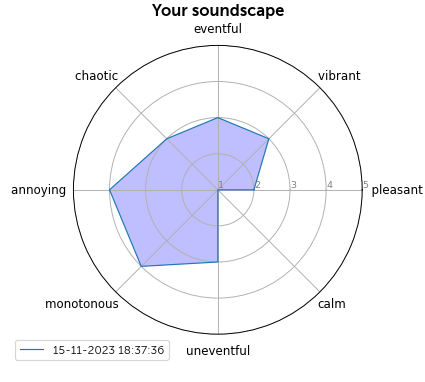 Your soundscape
eventful
chaotic
vibrant
annoying
1
2
3
4
5
pleasant
monotonous
calm
uneventful
15-11-2023 18:37:36